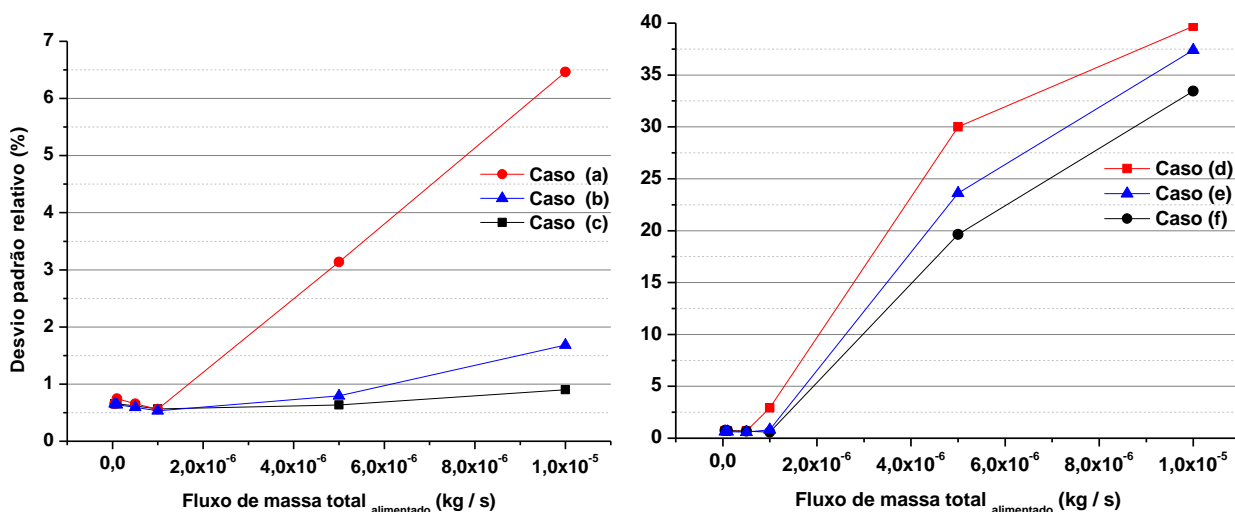 7
6
5
4
3
2
1
0
Desvio padrão relativo (%)
Caso (a)
Caso (b)
Caso (c)
0,0
2,0x10⁻⁶
4,0x10⁻⁶
6,0x10⁻⁶
8,0x10⁻⁶
1,0x10⁻⁵
Fluxo de massa total alimentado (kg / s)
40
35
30
25
20
15
10
5
0
Caso (d)
Caso (e)
Caso (f)
0,0
2,0x10⁻⁶
4,0x10⁻⁶
6,0x10⁻⁶
8,0x10⁻⁶
1,0x10⁻⁵
Fluxo de massa total alimentado (kg / s)